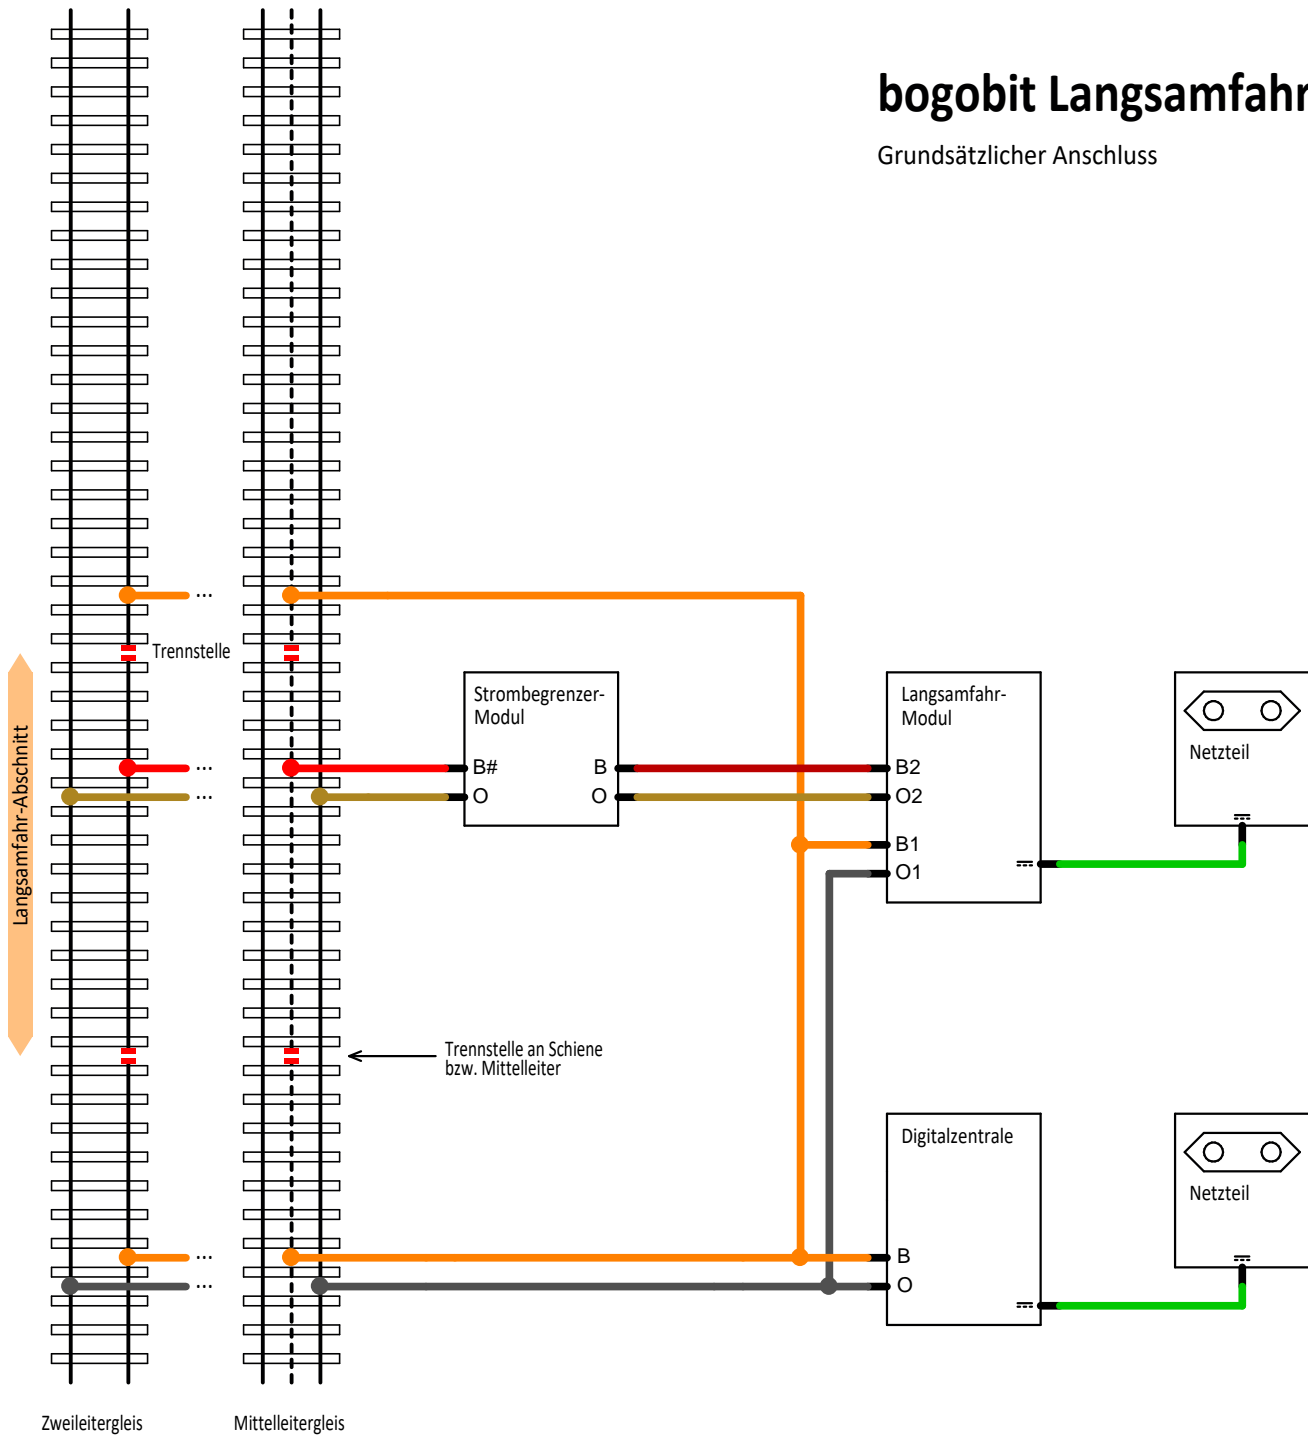 bogobit Langsamfahr
Grundsätzlicher Anschluss
...
Trennstelle
Langsamfahr-Abschnitt
Strombegrenzer-
Modul
B#
O
B
O
Langsamfahr-
Modul
B2
O2
B1
O1
Netzteil
...
...
Trennstelle an Schiene
bzw. Mittelleiter
Digitalzentrale
B
O
Netzteil
...
...
Zweileitergleis
Mittelleitergleis